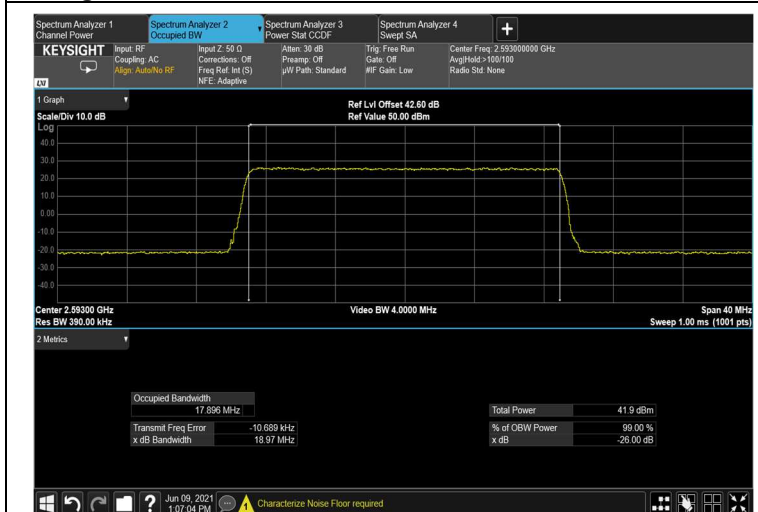 Spectrum Analyzer 1
Channel Power
Spectrum Analyzer 2
Occupied BW
Spectrum Analyzer 3
Power Stat CCDF
Spectrum Analyzer 4
Swept SA
KEYSIGHT
LXI
Input: RF
Coupling: AC
Align: Auto/No RF
Input Z: 50 Ω
Corrections: Off
Freq Ref: Int (S)
NFE: Adaptive
Atten: 30 dB
Preamp: Off
µW Path: Standard
Trig: Free Run
Gate: Off
#IF Gain: Low
Center Freq: 2.593000000 GHz
Avg|Hold:>100/100
Radio Std: None
1 Graph
Scale/Div 10.0 dB
Ref Lvl Offset 42.60 dB
Ref Value 50.00 dBm
Log
40.0
30.0
20.0
10.0
0.00
-10.0
-20.0
-30.0
-40.0
Center 2.59300 GHz
Res BW 390.00 kHz
Video BW 4.0000 MHz
Span 40 MHz
Sweep 1.00 ms (1001 pts)
2 Metrics
Occupied Bandwidth
17.896 MHz
Transmit Freq Error -10.689 kHz
x dB Bandwidth 18.97 MHz
Total Power 41.9 dBm
% of OBW Power 99.00 %
x dB -26.00 dB
Jun 09, 2021
1:07:04 PM
1
Characterize Noise Floor required